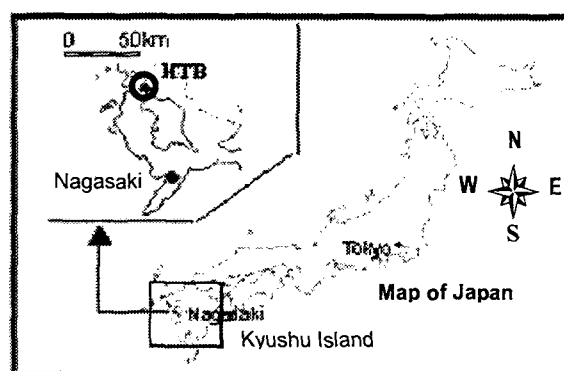 0 50km
HTB
Nagasaki
N
W E
S
Tokyo
Map of Japan
Nagasaki
Kyushu Island